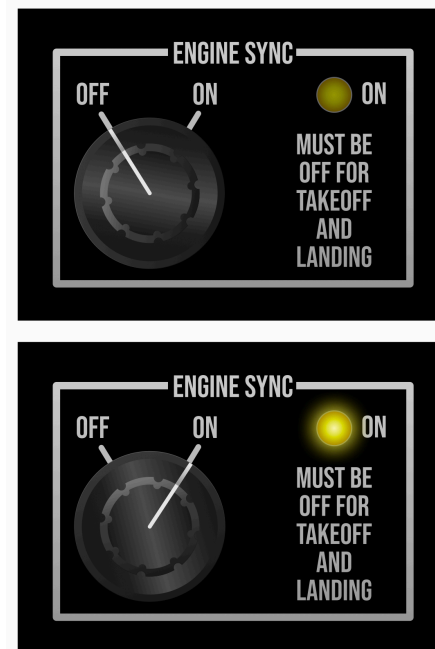 ENGINE SYNC
OFF ON ON
MUST BE
OFF FOR
TAKEOFF
AND
LANDING
ENGINE SYNC
OFF ON ON
MUST BE
OFF FOR
TAKEOFF
AND
LANDING